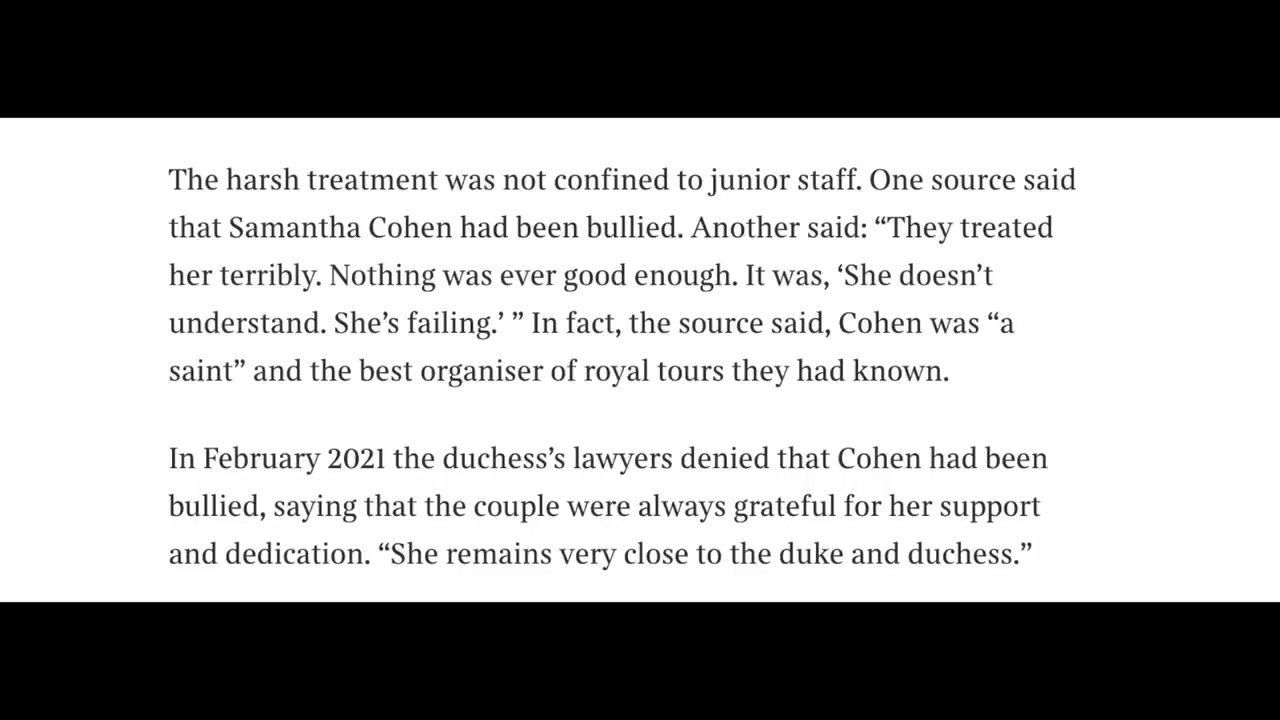 The harsh treatment was not confined to junior staff. One source said
that Samantha Cohen had been bullied. Another said: “They treated
her terribly. Nothing was ever good enough. It was, ‘She doesn’t
understand. She’s failing.’ ” In fact, the source said, Cohen was “a
saint” and the best organiser of royal tours they had known.
In February 2021 the duchess’s lawyers denied that Cohen had been
bullied, saying that the couple were always grateful for her support
and dedication. “She remains very close to the duke and duchess.”